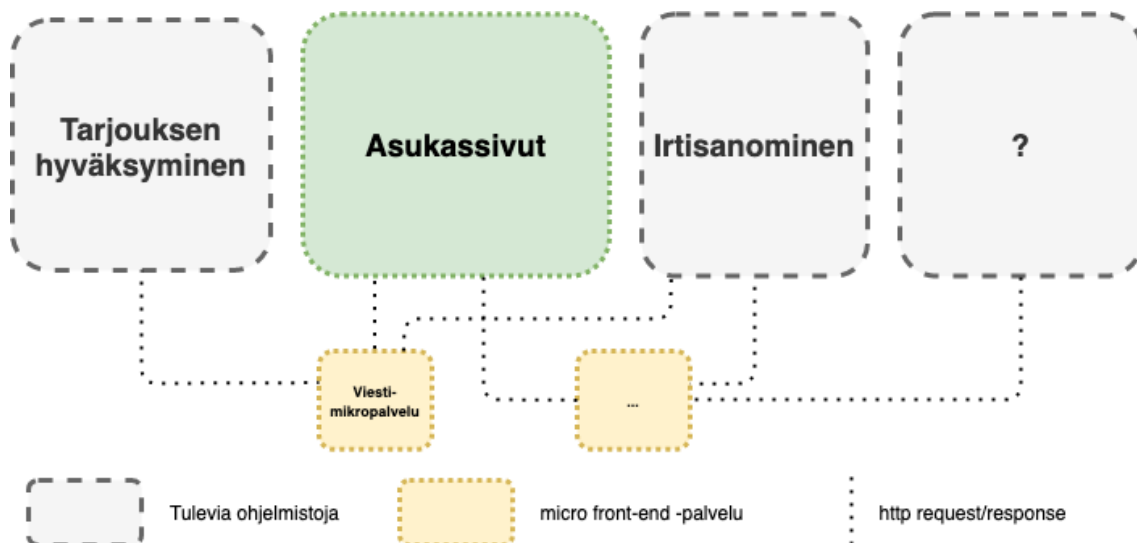 Tarjouksen
hyväksyminen
Asukassivut
Irtisanominen
?
Viesti-
mikropalvelu
...
Tulevia ohjelmistoja
micro front-end -palvelu
http request/response